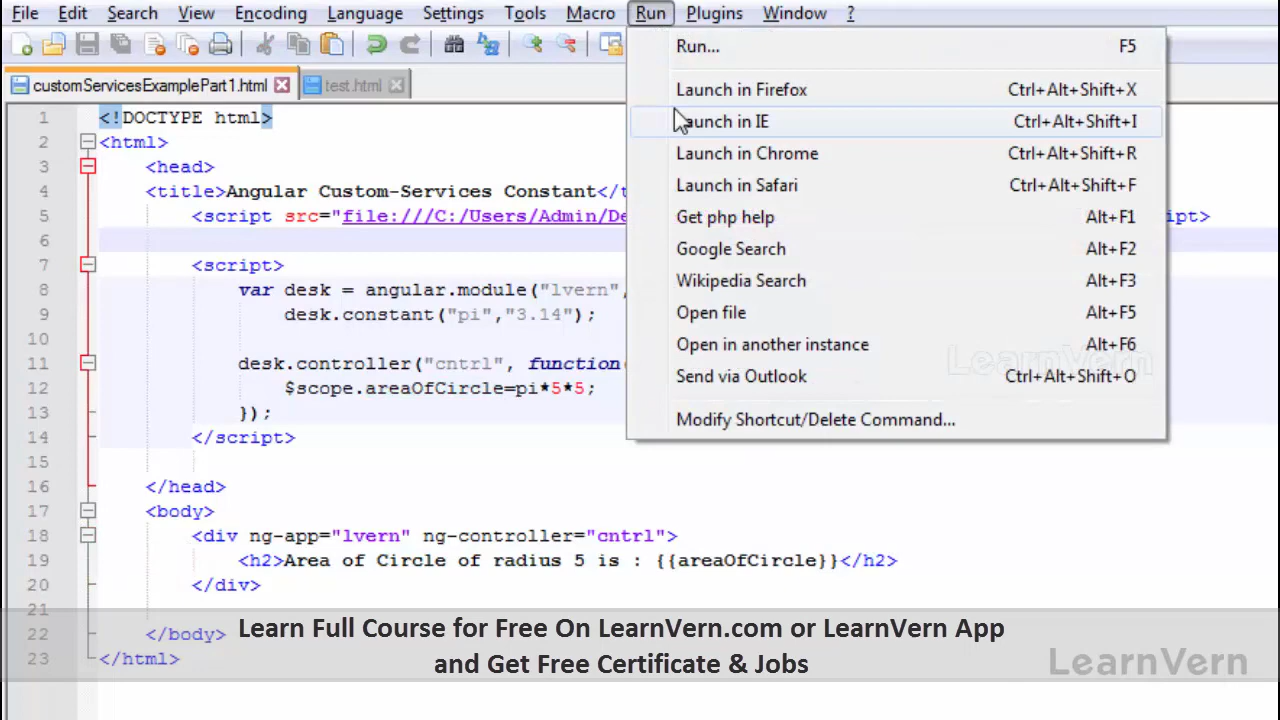 File Edit Search View Encoding Language Settings Tools Macro Run Plugins Window ?
customServicesExamplePart1.html test.html
Run... F5
Launch in Firefox Ctrl+Alt+Shift+X
Launch in IE Ctrl+Alt+Shift+I
Launch in Chrome Ctrl+Alt+Shift+R
Launch in Safari Ctrl+Alt+Shift+F
Get php help Alt+F1
Google Search Alt+F2
Wikipedia Search Alt+F3
Open file Alt+F5
Open in another instance Alt+F6
Send via Outlook Ctrl+Alt+Shift+O
Modify Shortcut/Delete Command...
LearnVern
1 <!DOCTYPE html>
2 <html>
3 <head>
4 <title>Angular Custom-Services Constant</t
5 <script src="file:///C:/Users/Admin/De ipt>
6
7 <script>
8 var desk = angular.module("lvern",
9 desk.constant("pi","3.14");
10
11 desk.controller("cntrl", function
12 $scope.areaOfCircle=pi*5*5;
13 });
14 </script>
15
16 </head>
17 <body>
18 <div ng-app="lvern" ng-controller="cntrl">
19 <h2>Area of Circle of radius 5 is : {{areaOfCircle}}</h2>
20 </div>
21
22 </body>
23 </html>
Learn Full Course for Free On LearnVern.com or LearnVern App
and Get Free Certificate & Jobs
LearnVern